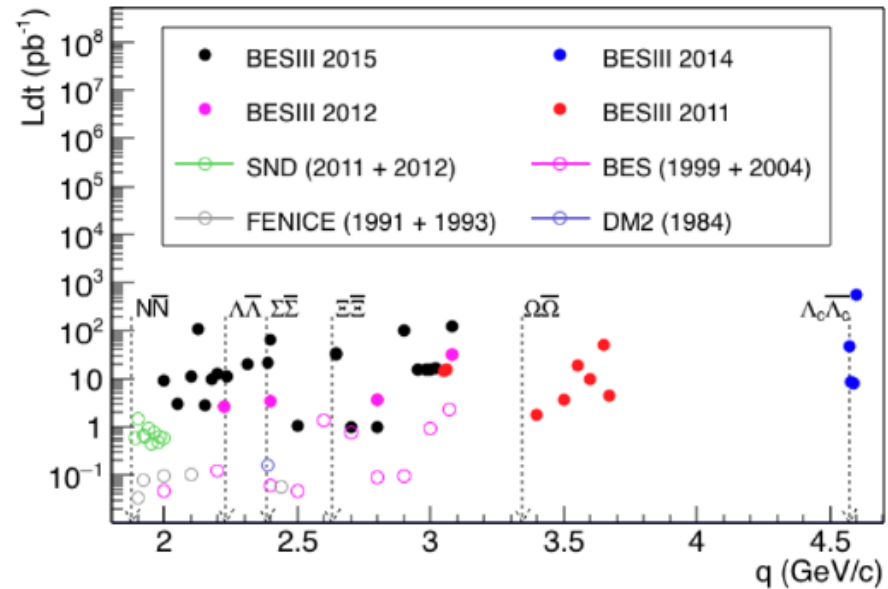 Ldt (pb⁻¹)
10⁸
10⁷
10⁶
10⁵
10⁴
10³
10²
10
1
10⁻¹
BESIII 2015
BESIII 2014
BESIII 2012
BESIII 2011
SND (2011 + 2012)
BES (1999 + 2004)
FENICE (1991 + 1993)
DM2 (1984)
NN̅ ΛΛ̅ ΣΣ̅ ΞΞ̅ ΩΩ̅ Λc Λ̅c
2 2.5 3 3.5 4 4.5
q (GeV/c)